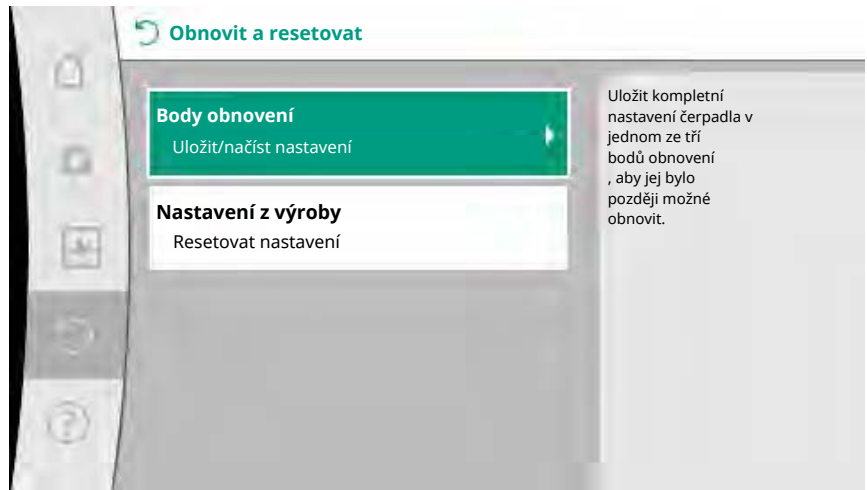 Obnovit a resetovat
Body obnovení
Uložit/načíst nastavení
Nastavení z výroby
Resetovat nastavení
Uložit kompletní
nastavení čerpadla v
jednom ze tří
bodů obnovení
, aby jej bylo
později možné
obnovit.